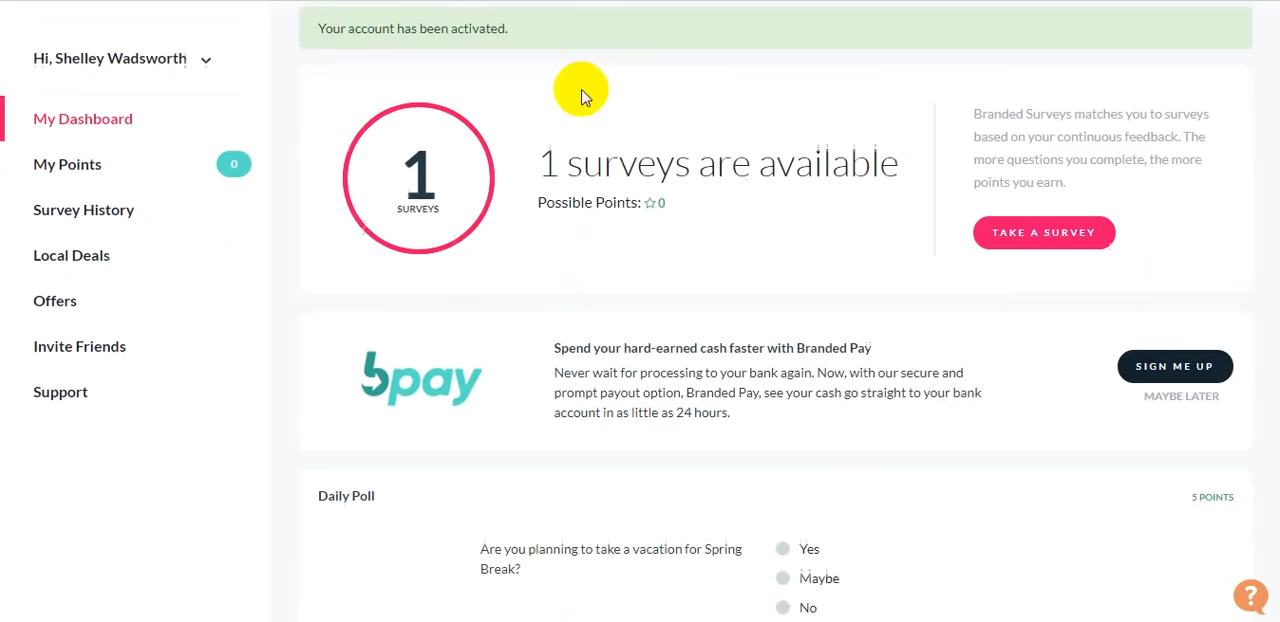 Your account has been activated.
Hi, Shelley Wadsworth
My Dashboard
My Points
0
Survey History
Local Deals
Offers
Invite Friends
Support
1
SURVEYS
1 surveys are available
Possible Points: 0
Branded Surveys matches you to surveys
based on your continuous feedback. The
more questions you complete, the more
points you earn.
TAKE A SURVEY
bpay
Spend your hard-earned cash faster with Branded Pay
Never wait for processing to your bank again. Now, with our secure and
prompt payout option, Branded Pay, see your cash go straight to your bank
account in as little as 24 hours.
SIGN ME UP
MAYBE LATER
Daily Poll
5 POINTS
Are you planning to take a vacation for Spring
Break?
Yes
Maybe
No
?